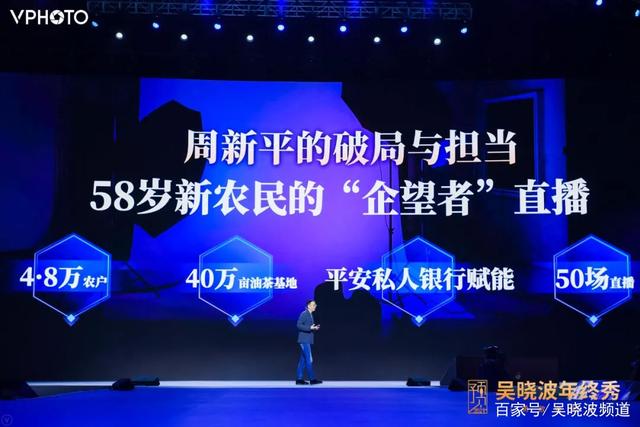 VPHOTO
周新平的破局与担当
58岁新农民的“企望者”直播
4·8万农户
40万亩油茶基地
平安私人银行赋能
50场直播
预见
吴晓波年终秀
百家号/吴晓波频道